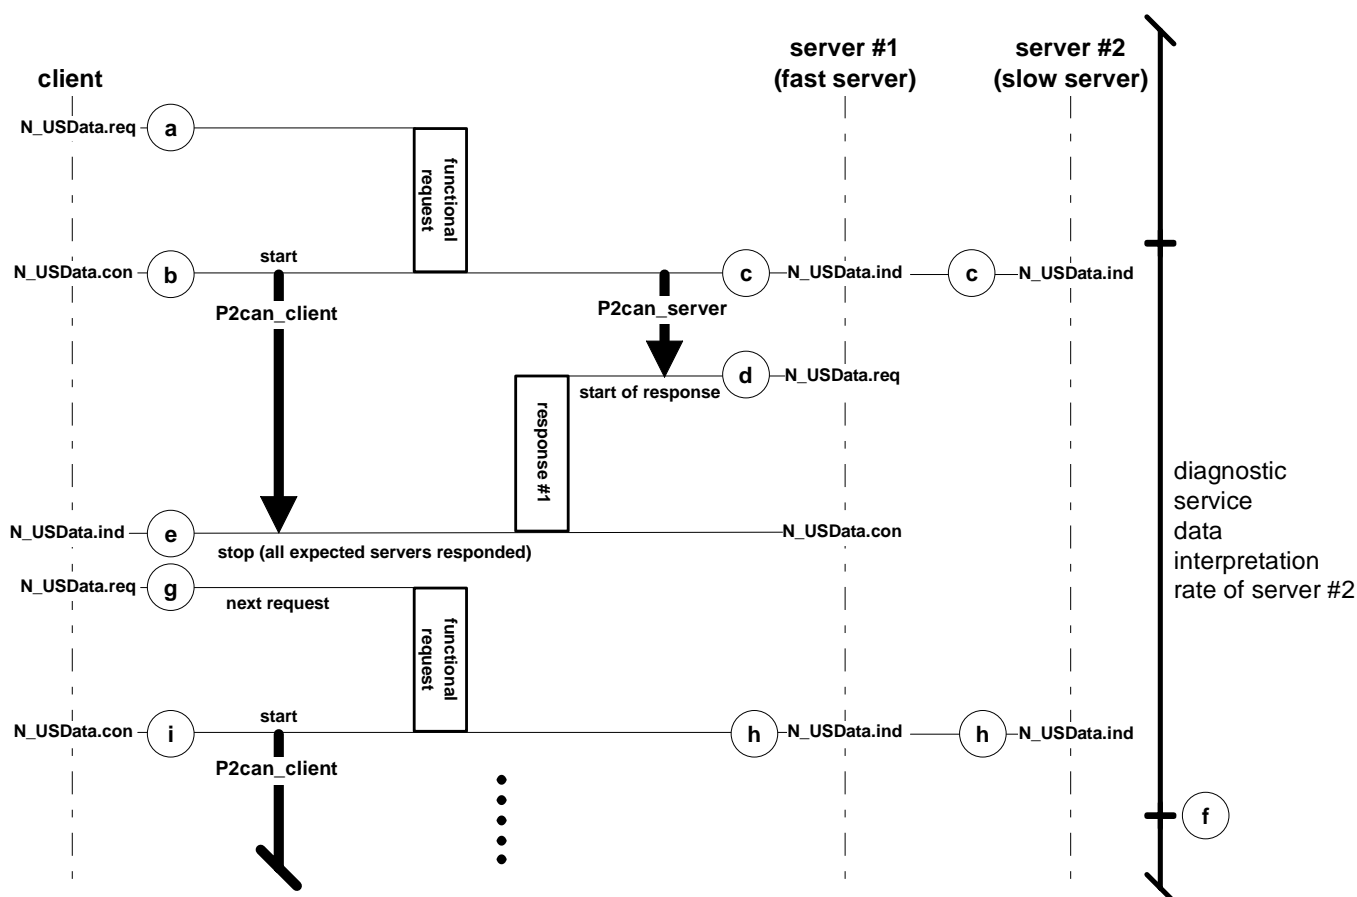 server #1
(fast server)
server #2
(slow server)
client
N_USData.req
a
functional
request
N_USData.con
b
start
c
N_USData.ind
c
N_USData.ind
P2can_client
P2can_server
d
N_USData.req
start of response
response #1
diagnostic
service
data
interpretation
rate of server #2
N_USData.ind
e
stop (all expected servers responded)
N_USData.con
N_USData.req
g
next request
functional
request
N_USData.con
i
start
h
N_USData.ind
h
N_USData.ind
P2can_client
f